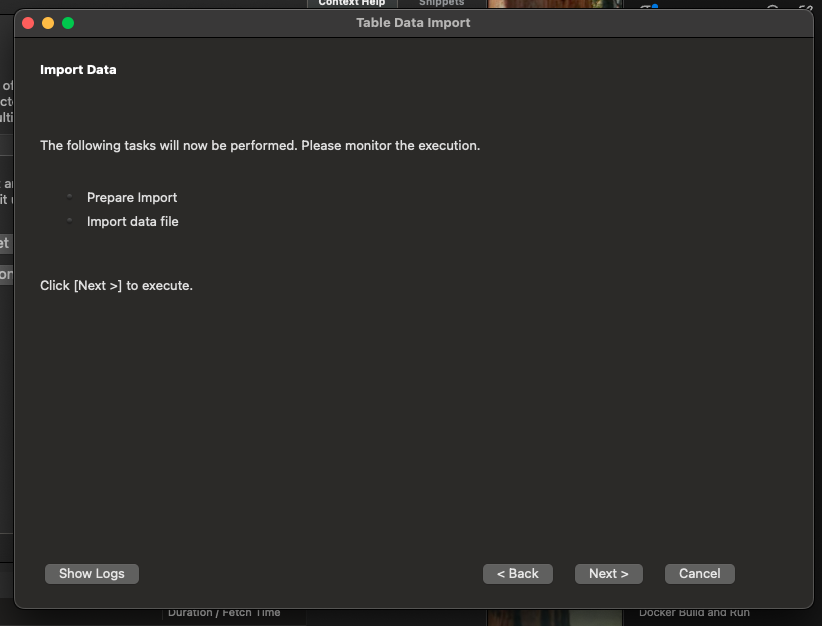 Context Help
Snippets
Table Data Import
Import Data
The following tasks will now be performed. Please monitor the execution.
Prepare Import
Import data file
Click [Next >] to execute.
Show Logs
< Back
Next >
Cancel
Duration / Fetch Time
Docker Build and Run